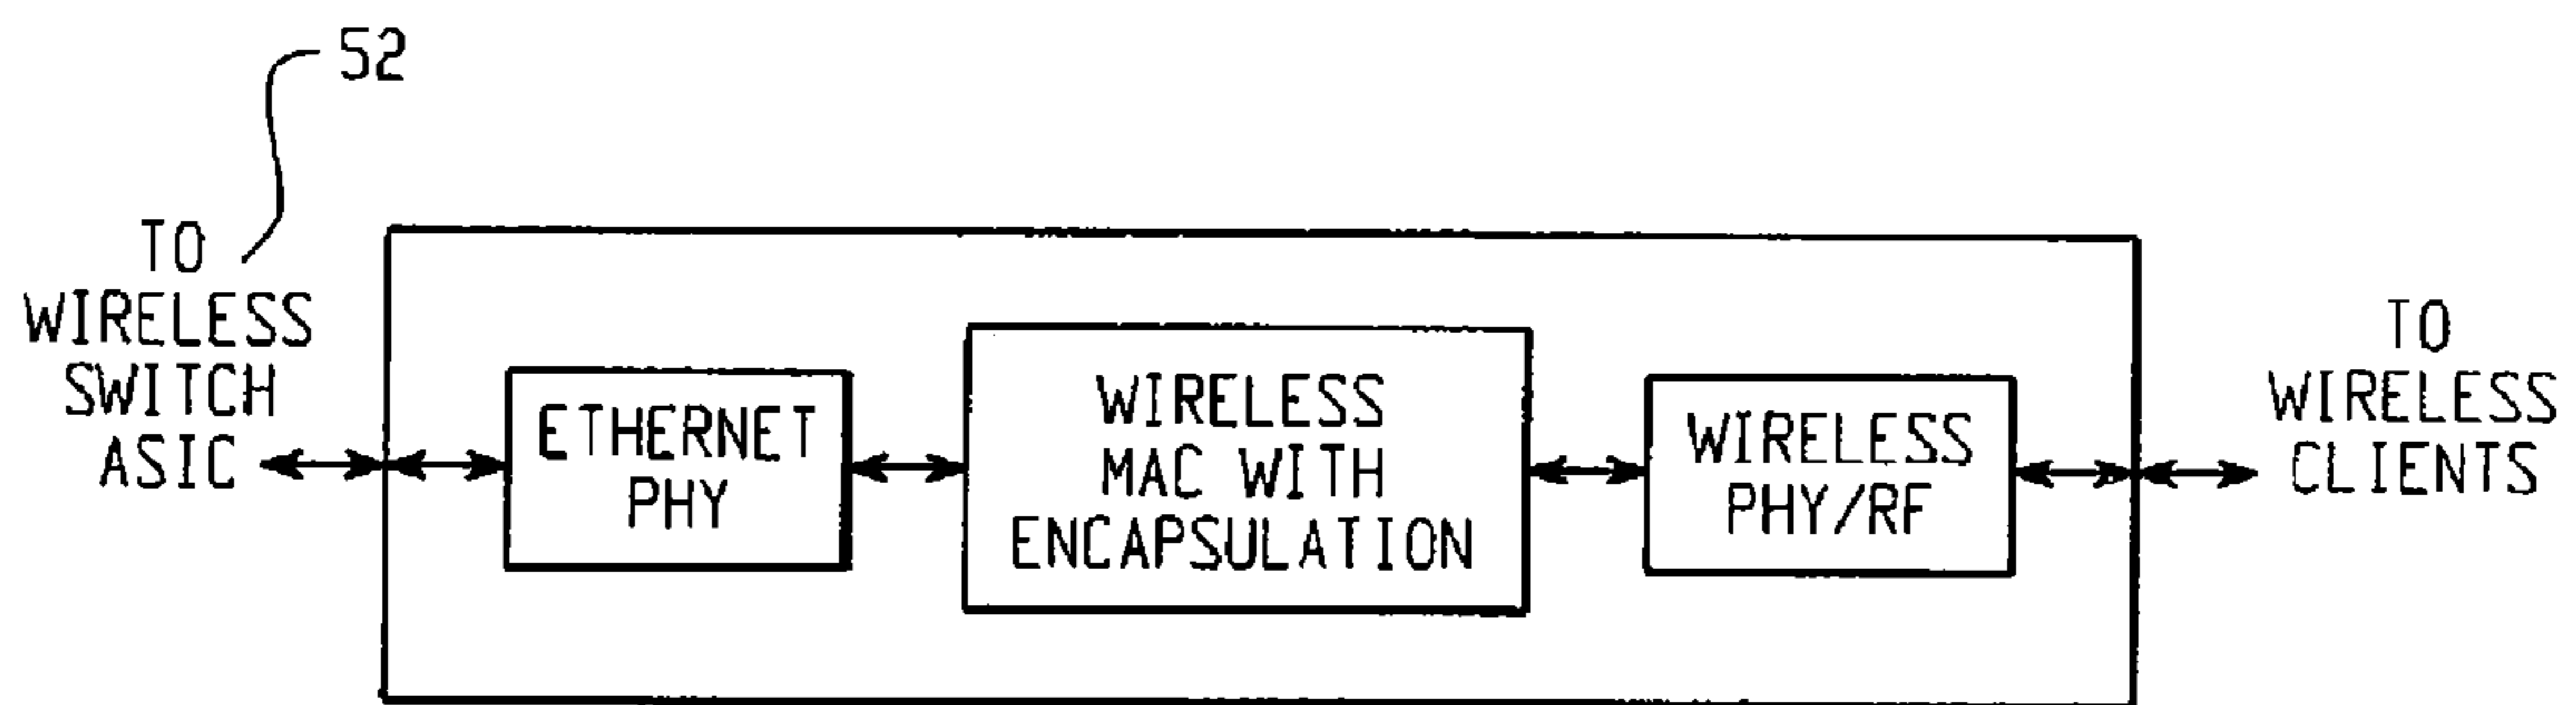 52
TO
WIRELESS
SWITCH
ASIC
ETHERNET
PHY
WIRELESS
MAC WITH
ENCAPSULATION
WIRELESS
PHY/RF
TO
WIRELESS
CLIENTS